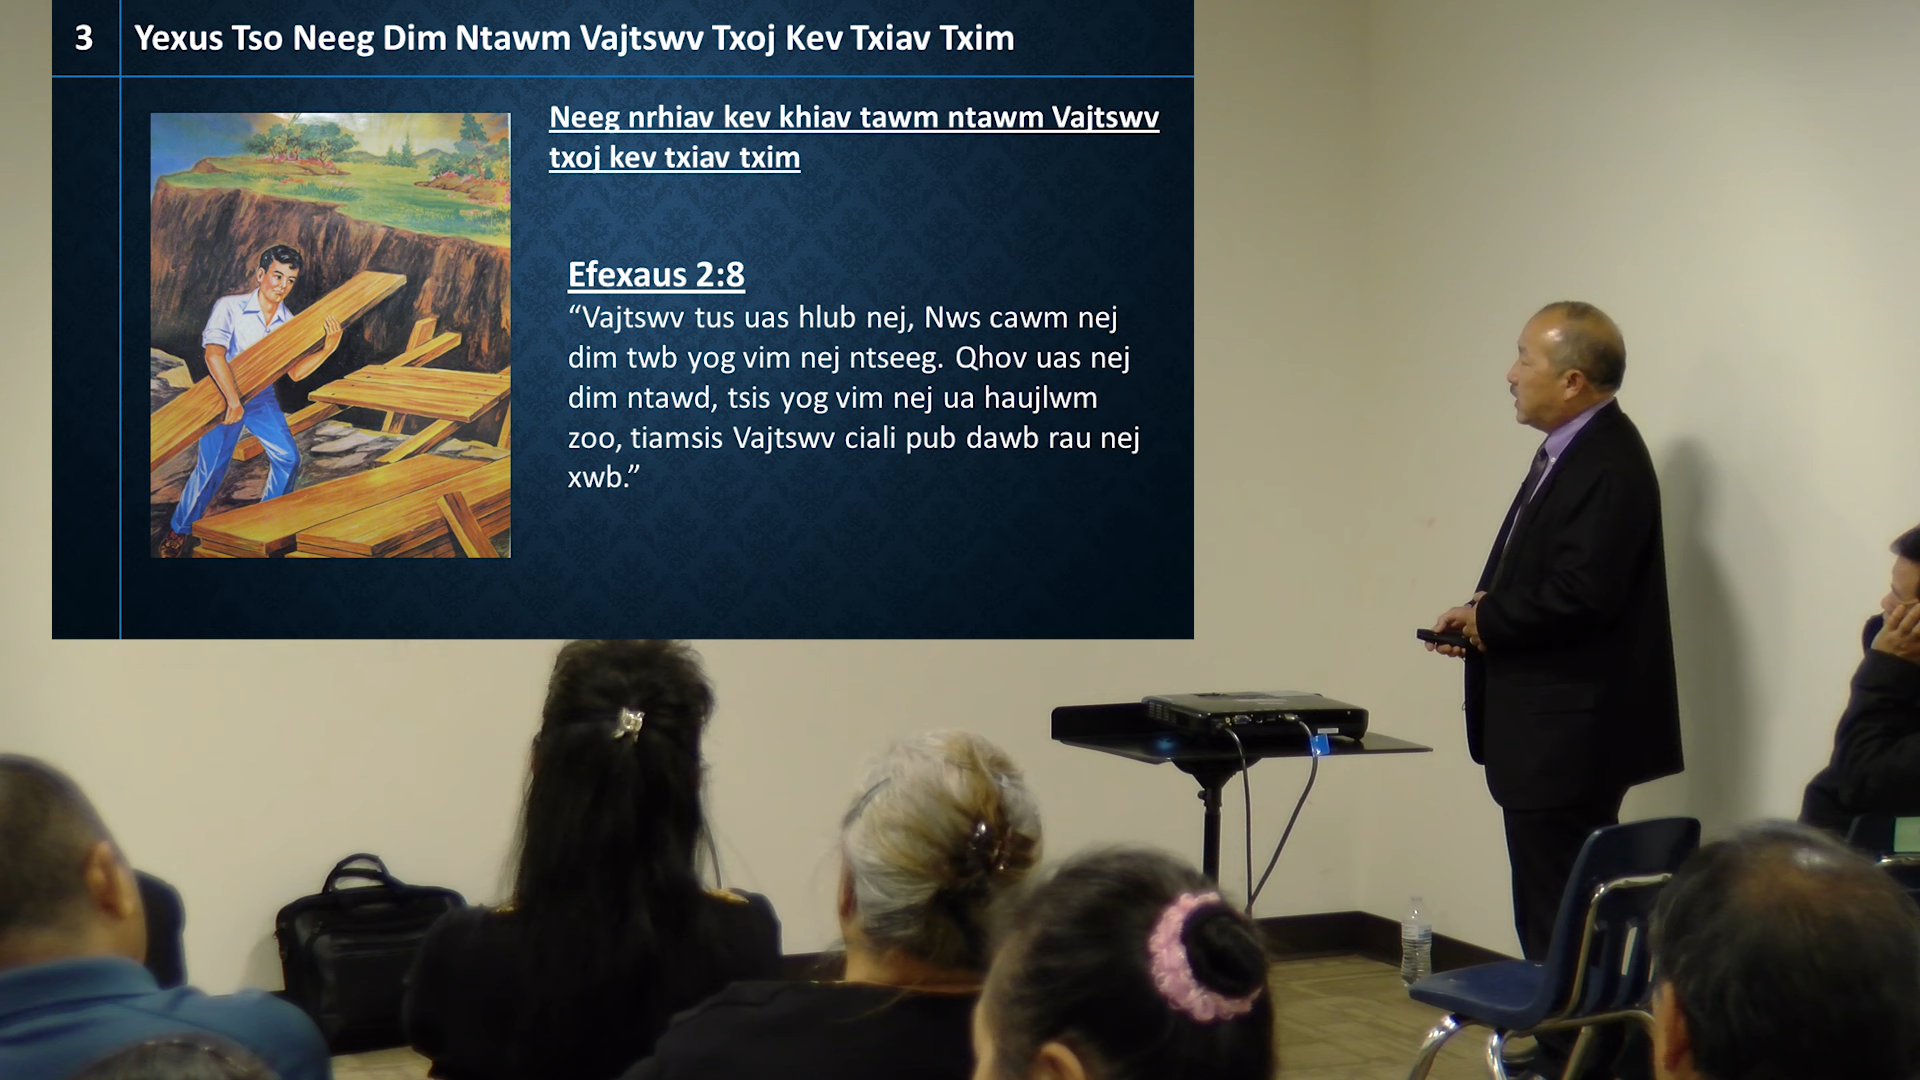 3 Yexus Tso Neeg Dim Ntawm Vajtswv Txoj Kev Txiav Txim
Neeg nrhiav kev khiav tawm ntawm Vajtswv
txoj kev txiav txim
Efexaus 2:8
“Vajtswv tus uas hlub nej, Nws cawm nej
dim twb yog vim nej ntseeg. Qhov uas nej
dim ntawd, tsis yog vim nej ua haujlwm
zoo, tiamsis Vajtswv ciali pub dawb rau nej
xwb.”